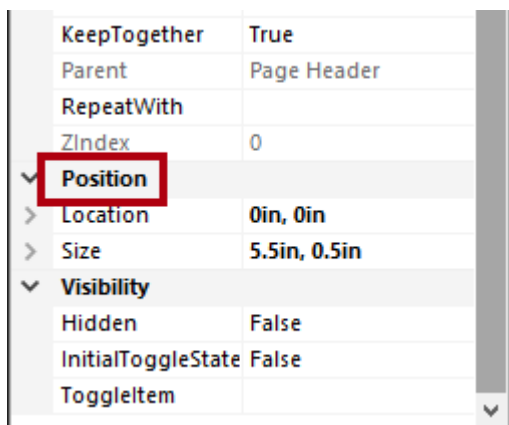 KeepTogether True
Parent Page Header
RepeatWith
ZIndex 0
Position
Location 0in, 0in
Size 5.5in, 0.5in
Visibility
Hidden False
InitialToggleState False
ToggleItem